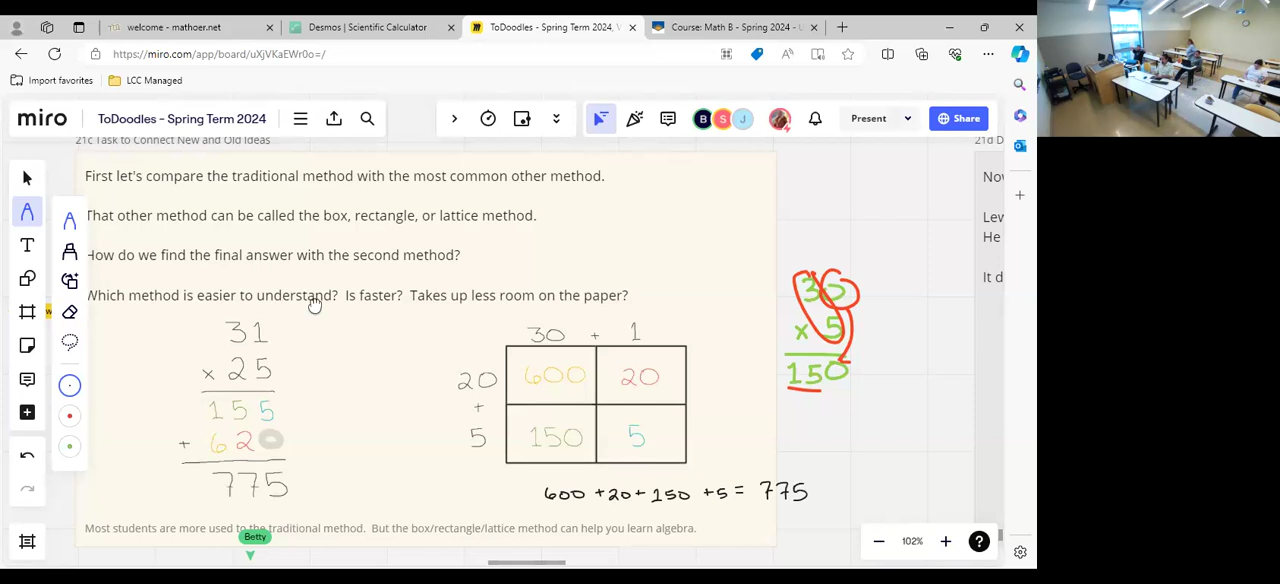 welcome - mathoer.net
Desmos | Scientific Calculator
ToDoodles - Spring Term 2024, V
Course: Math B - Spring 2024 - U
https://miro.com/app/board/uXjVKaEWr0o=/
Import favorites
LCC Managed
miro
ToDoodles - Spring Term 2024
B
S
J
Present
Share
21c Task to Connect New and Old Ideas
21d D
First let's compare the traditional method with the most common other method.
That other method can be called the box, rectangle, or lattice method.
How do we find the final answer with the second method?
Which method is easier to understand? Is faster? Takes up less room on the paper?
Nov
Lew
He
It d
31
× 25
155
+ 620
775
30 + 1
20 600 20
+
5 150 5
600 + 20 + 150 + 5 = 775
30
x 5
150
Most students are more used to the traditional method. But the box/rectangle/lattice method can help you learn algebra.
Betty
102%